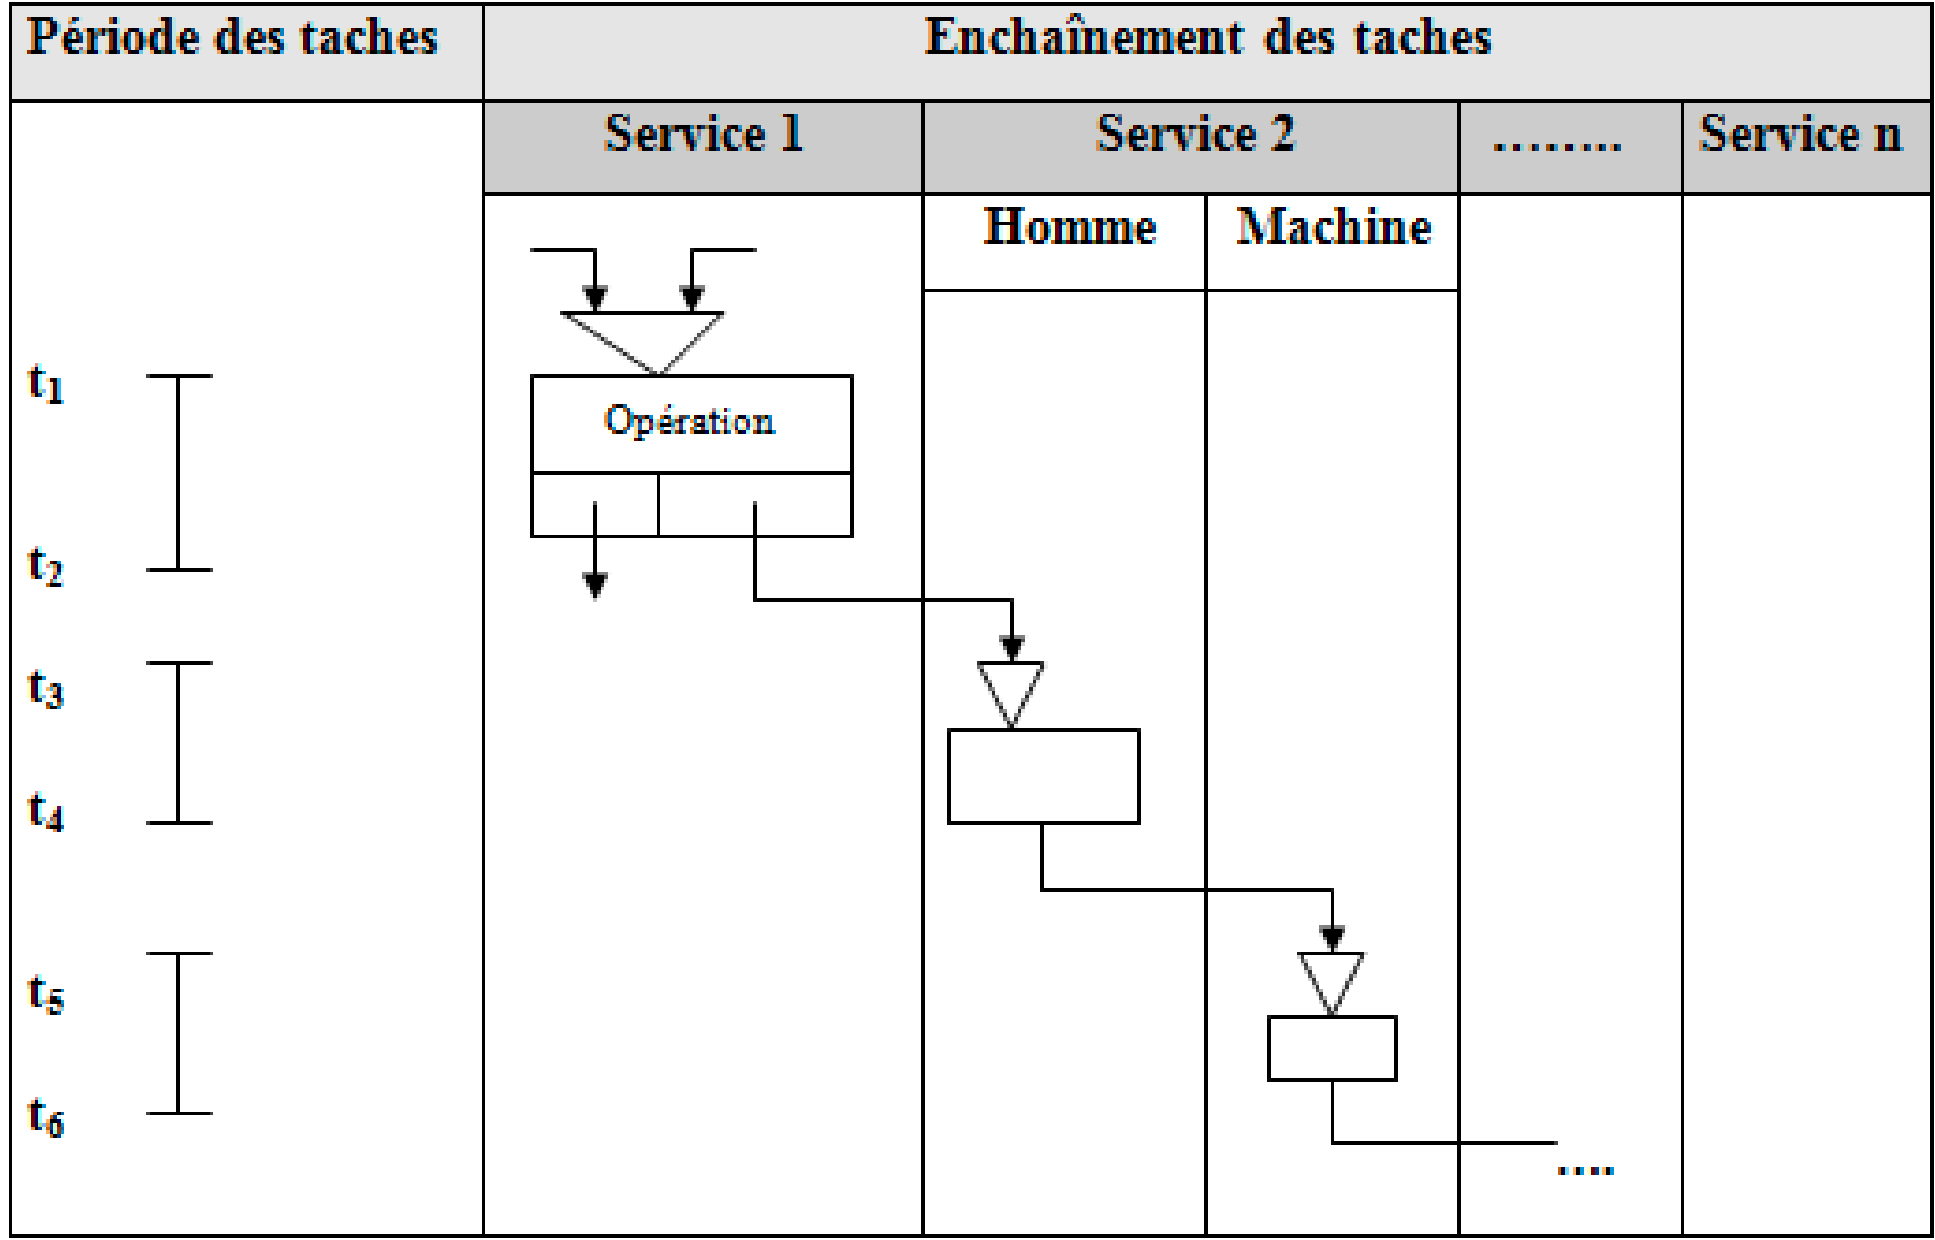 Période des taches
Enchaînement des taches
Service 1
Service 2
........
Service n
Homme
Machine
t1
Opération
t2
t3
t4
t5
t6
....